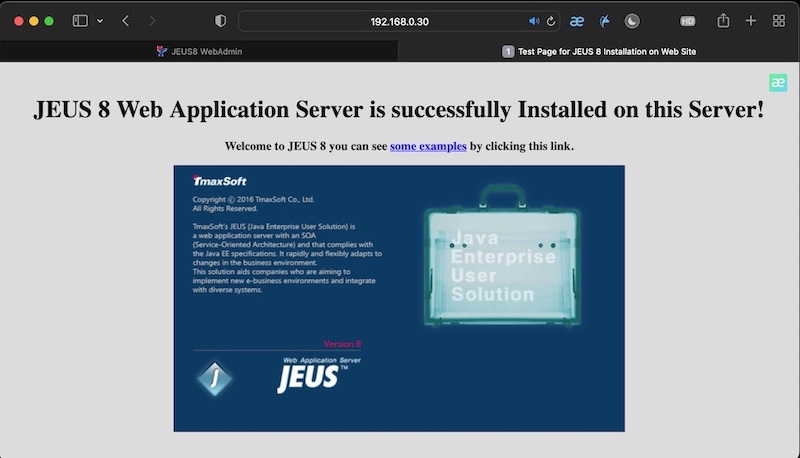 192.168.0.30
æ
HD
JEUS8 WebAdmin
1 Test Page for JEUS 8 Installation on Web Site
æ
JEUS 8 Web Application Server is successfully Installed on this Server!
Welcome to JEUS 8 you can see some examples by clicking this link.
TmaxSoft
Copyright © 2016 TmaxSoft Co., Ltd.
All Rights Reserved.
TmaxSoft's JEUS (Java Enterprise User Solution) is
a web application server with an SOA
(Service-Oriented Architecture) and that complies with
the Java EE specifications. It rapidly and flexibly adapts to
changes in the business environment.
This solution aids companies who are aiming to
implement new e-business environments and integrate
with diverse systems.
Java
Enterprise
User
Solution
Version 8
J
Web Application Server
JEUS™